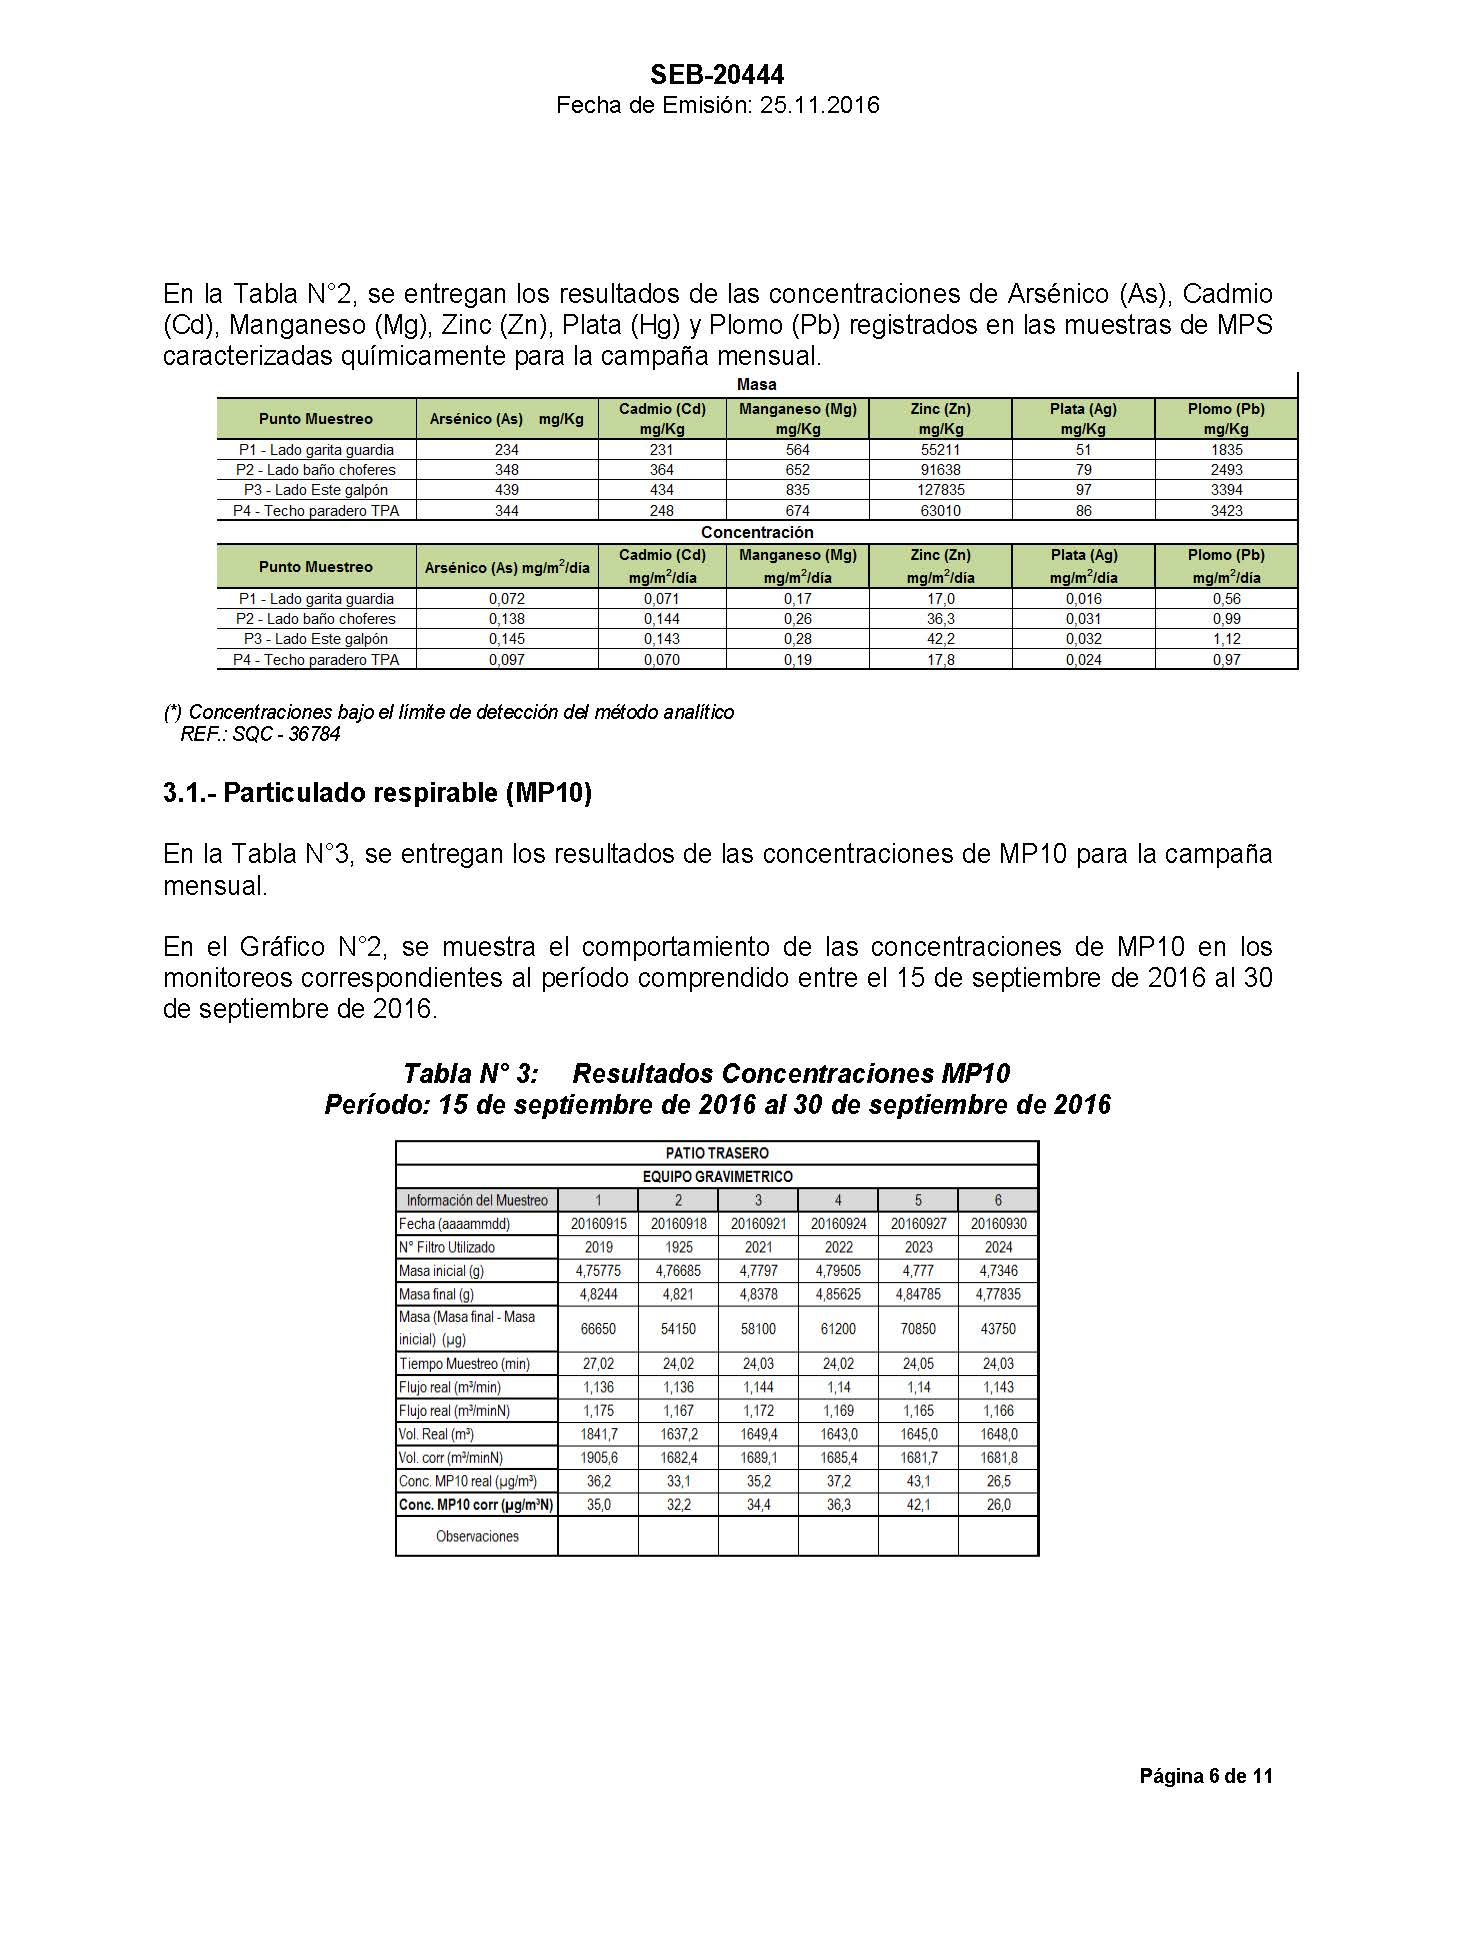 SEB-20444
Fecha de Emisión: 25.11.2016
En la Tabla N°2, se entregan los resultados de las concentraciones de Arsénico (As), Cadmio
(Cd), Manganeso (Mg), Zinc (Zn), Plata (Hg) y Plomo (Pb) registrados en las muestras de MPS
caracterizadas químicamente para la campaña mensual.
Masa
Punto Muestreo Arsénico (As) mg/Kg Cadmio (Cd) mg/Kg Manganeso (Mg) mg/Kg Zinc (Zn) mg/Kg Plata (Ag) mg/Kg Plomo (Pb) mg/Kg
P1 - Lado garita guardia 234 231 564 55211 51 1835
P2 - Lado baño choferes 348 364 652 91638 79 2493
P3 - Lado Este galpón 439 434 835 127835 97 3394
P4 - Techo paradero TPA 344 248 674 63010 86 3423
Concentración
Punto Muestreo Arsénico (As) mg/m²/día Cadmio (Cd) mg/m²/día Manganeso (Mg) mg/m²/día Zinc (Zn) mg/m²/día Plata (Ag) mg/m²/día Plomo (Pb) mg/m²/día
P1 - Lado garita guardia 0,072 0,071 0,17 17,0 0,016 0,56
P2 - Lado baño choferes 0,138 0,144 0,26 36,3 0,031 0,99
P3 - Lado Este galpón 0,145 0,143 0,28 42,2 0,032 1,12
P4 - Techo paradero TPA 0,097 0,070 0,19 17,8 0,024 0,97
(*) Concentraciones bajo el límite de detección del método analítico
REF.: SQC - 36784
3.1.- Particulado respirable (MP10)
En la Tabla N°3, se entregan los resultados de las concentraciones de MP10 para la campaña
mensual.
En el Gráfico N°2, se muestra el comportamiento de las concentraciones de MP10 en los
monitoreos correspondientes al período comprendido entre el 15 de septiembre de 2016 al 30
de septiembre de 2016.
Tabla N° 3: Resultados Concentraciones MP10
Período: 15 de septiembre de 2016 al 30 de septiembre de 2016
PATIO TRASERO
EQUIPO GRAVIMETRICO
Información del Muestreo 1 2 3 4 5 6
Fecha (aaaammdd) 20160915 20160918 20160921 20160924 20160927 20160930
N° Filtro Utilizado 2019 1925 2021 2022 2023 2024
Masa inicial (g) 4,75775 4,76685 4,7797 4,79505 4,777 4,7346
Masa final (g) 4,8244 4,821 4,8378 4,85625 4,84785 4,77835
Masa (Masa final - Masa inicial) (µg) 66650 54150 58100 61200 70850 43750
Tiempo Muestreo (min) 27,02 24,02 24,03 24,02 24,05 24,03
Flujo real (m³/min) 1,136 1,136 1,144 1,14 1,14 1,143
Flujo real (m³/minN) 1,175 1,167 1,172 1,169 1,165 1,166
Vol. Real (m³) 1841,7 1637,2 1649,4 1643,0 1645,0 1648,0
Vol. corr (m³/minN) 1905,6 1682,4 1689,1 1685,4 1681,7 1681,8
Conc. MP10 real (µg/m³) 36,2 33,1 35,2 37,2 43,1 26,5
Conc. MP10 corr (µg/m³N) 35,0 32,2 34,4 36,3 42,1 26,0
Observaciones
Página 6 de 11